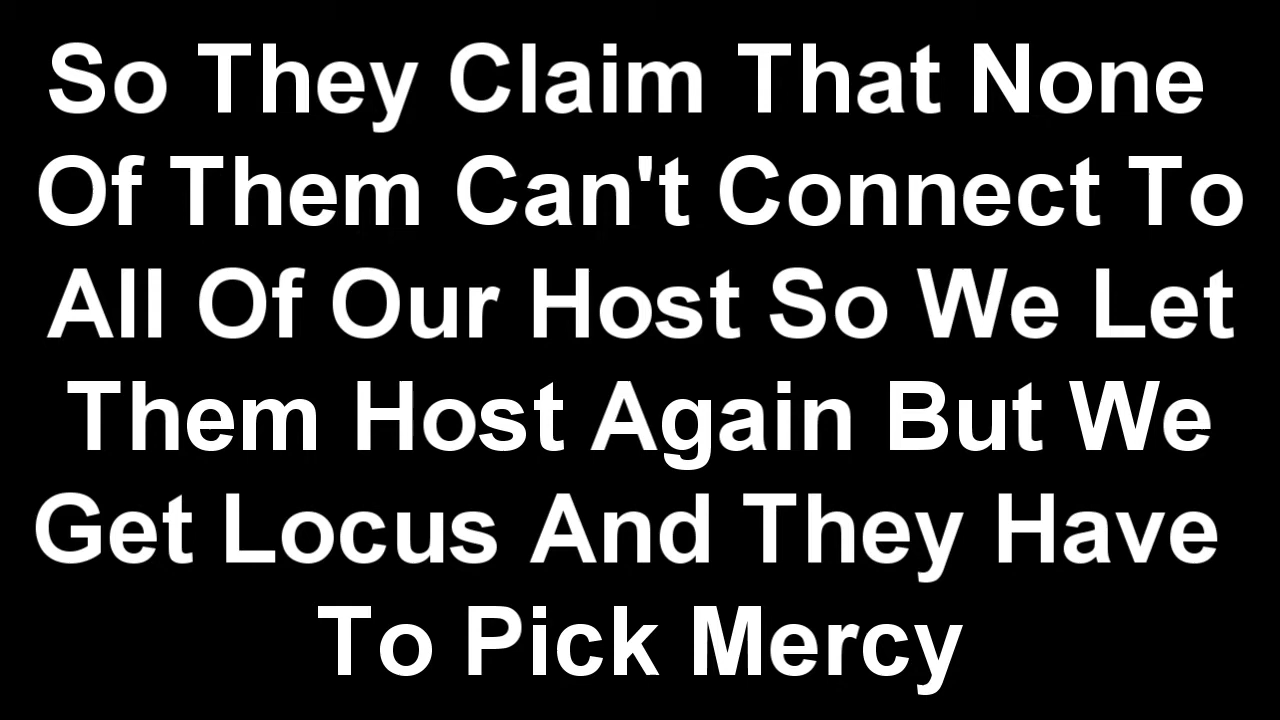 So They Claim That None
Of Them Can't Connect To
All Of Our Host So We Let
Them Host Again But We
Get Locus And They Have
To Pick Mercy